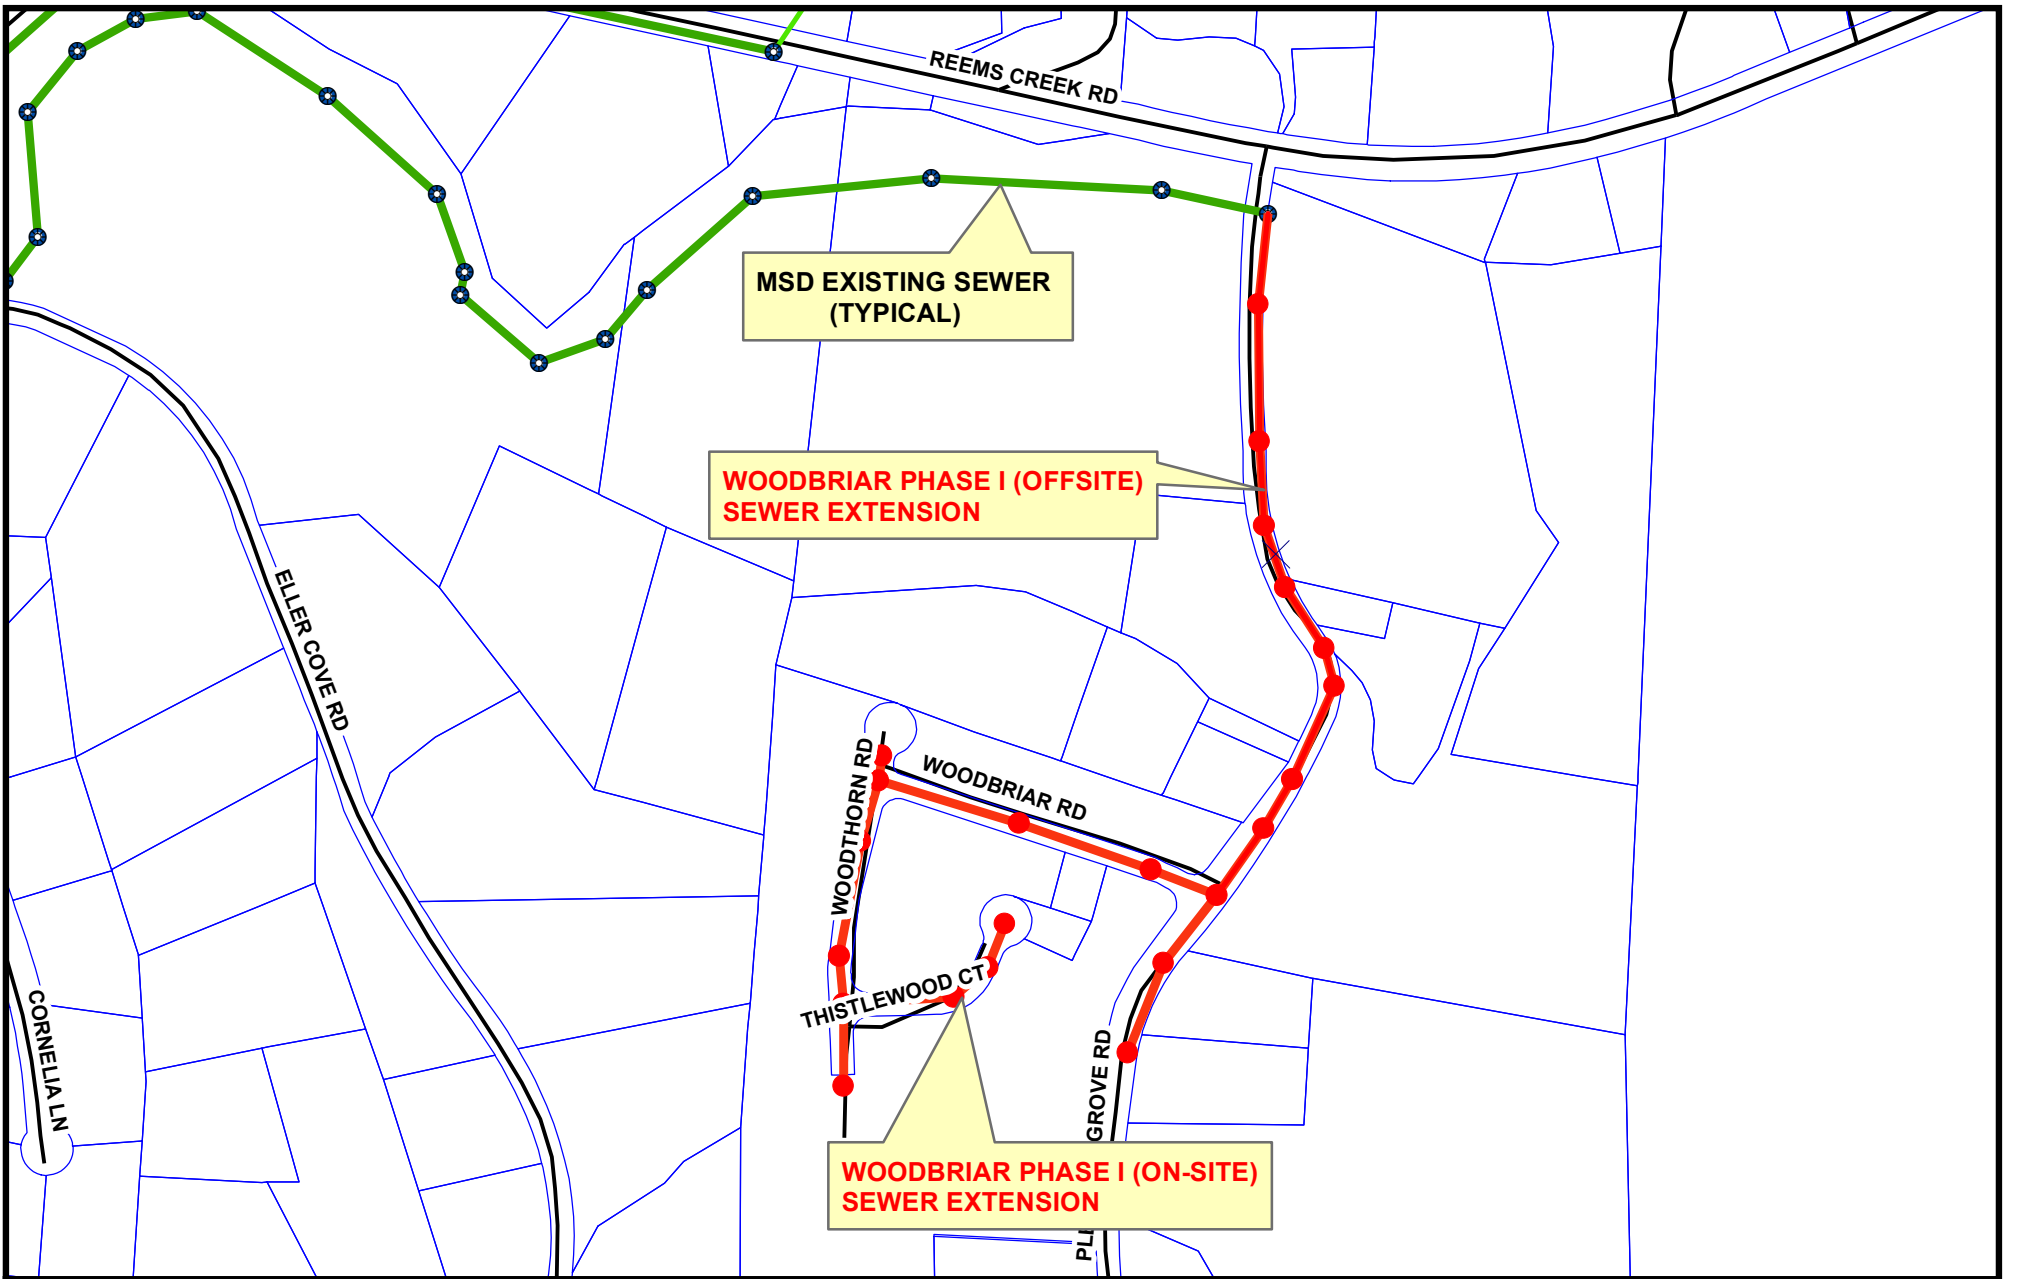 REEMS CREEK RD
MSD EXISTING SEWER
(TYPICAL)
WOODBRIAR PHASE I (OFFSITE)
SEWER EXTENSION
ELLER COVE RD
WOODTHORN RD
WOODBRIAR RD
THISTLEWOOD CT
CORNELIA LN
GROVE RD
WOODBRIAR PHASE I (ON-SITE)
SEWER EXTENSION